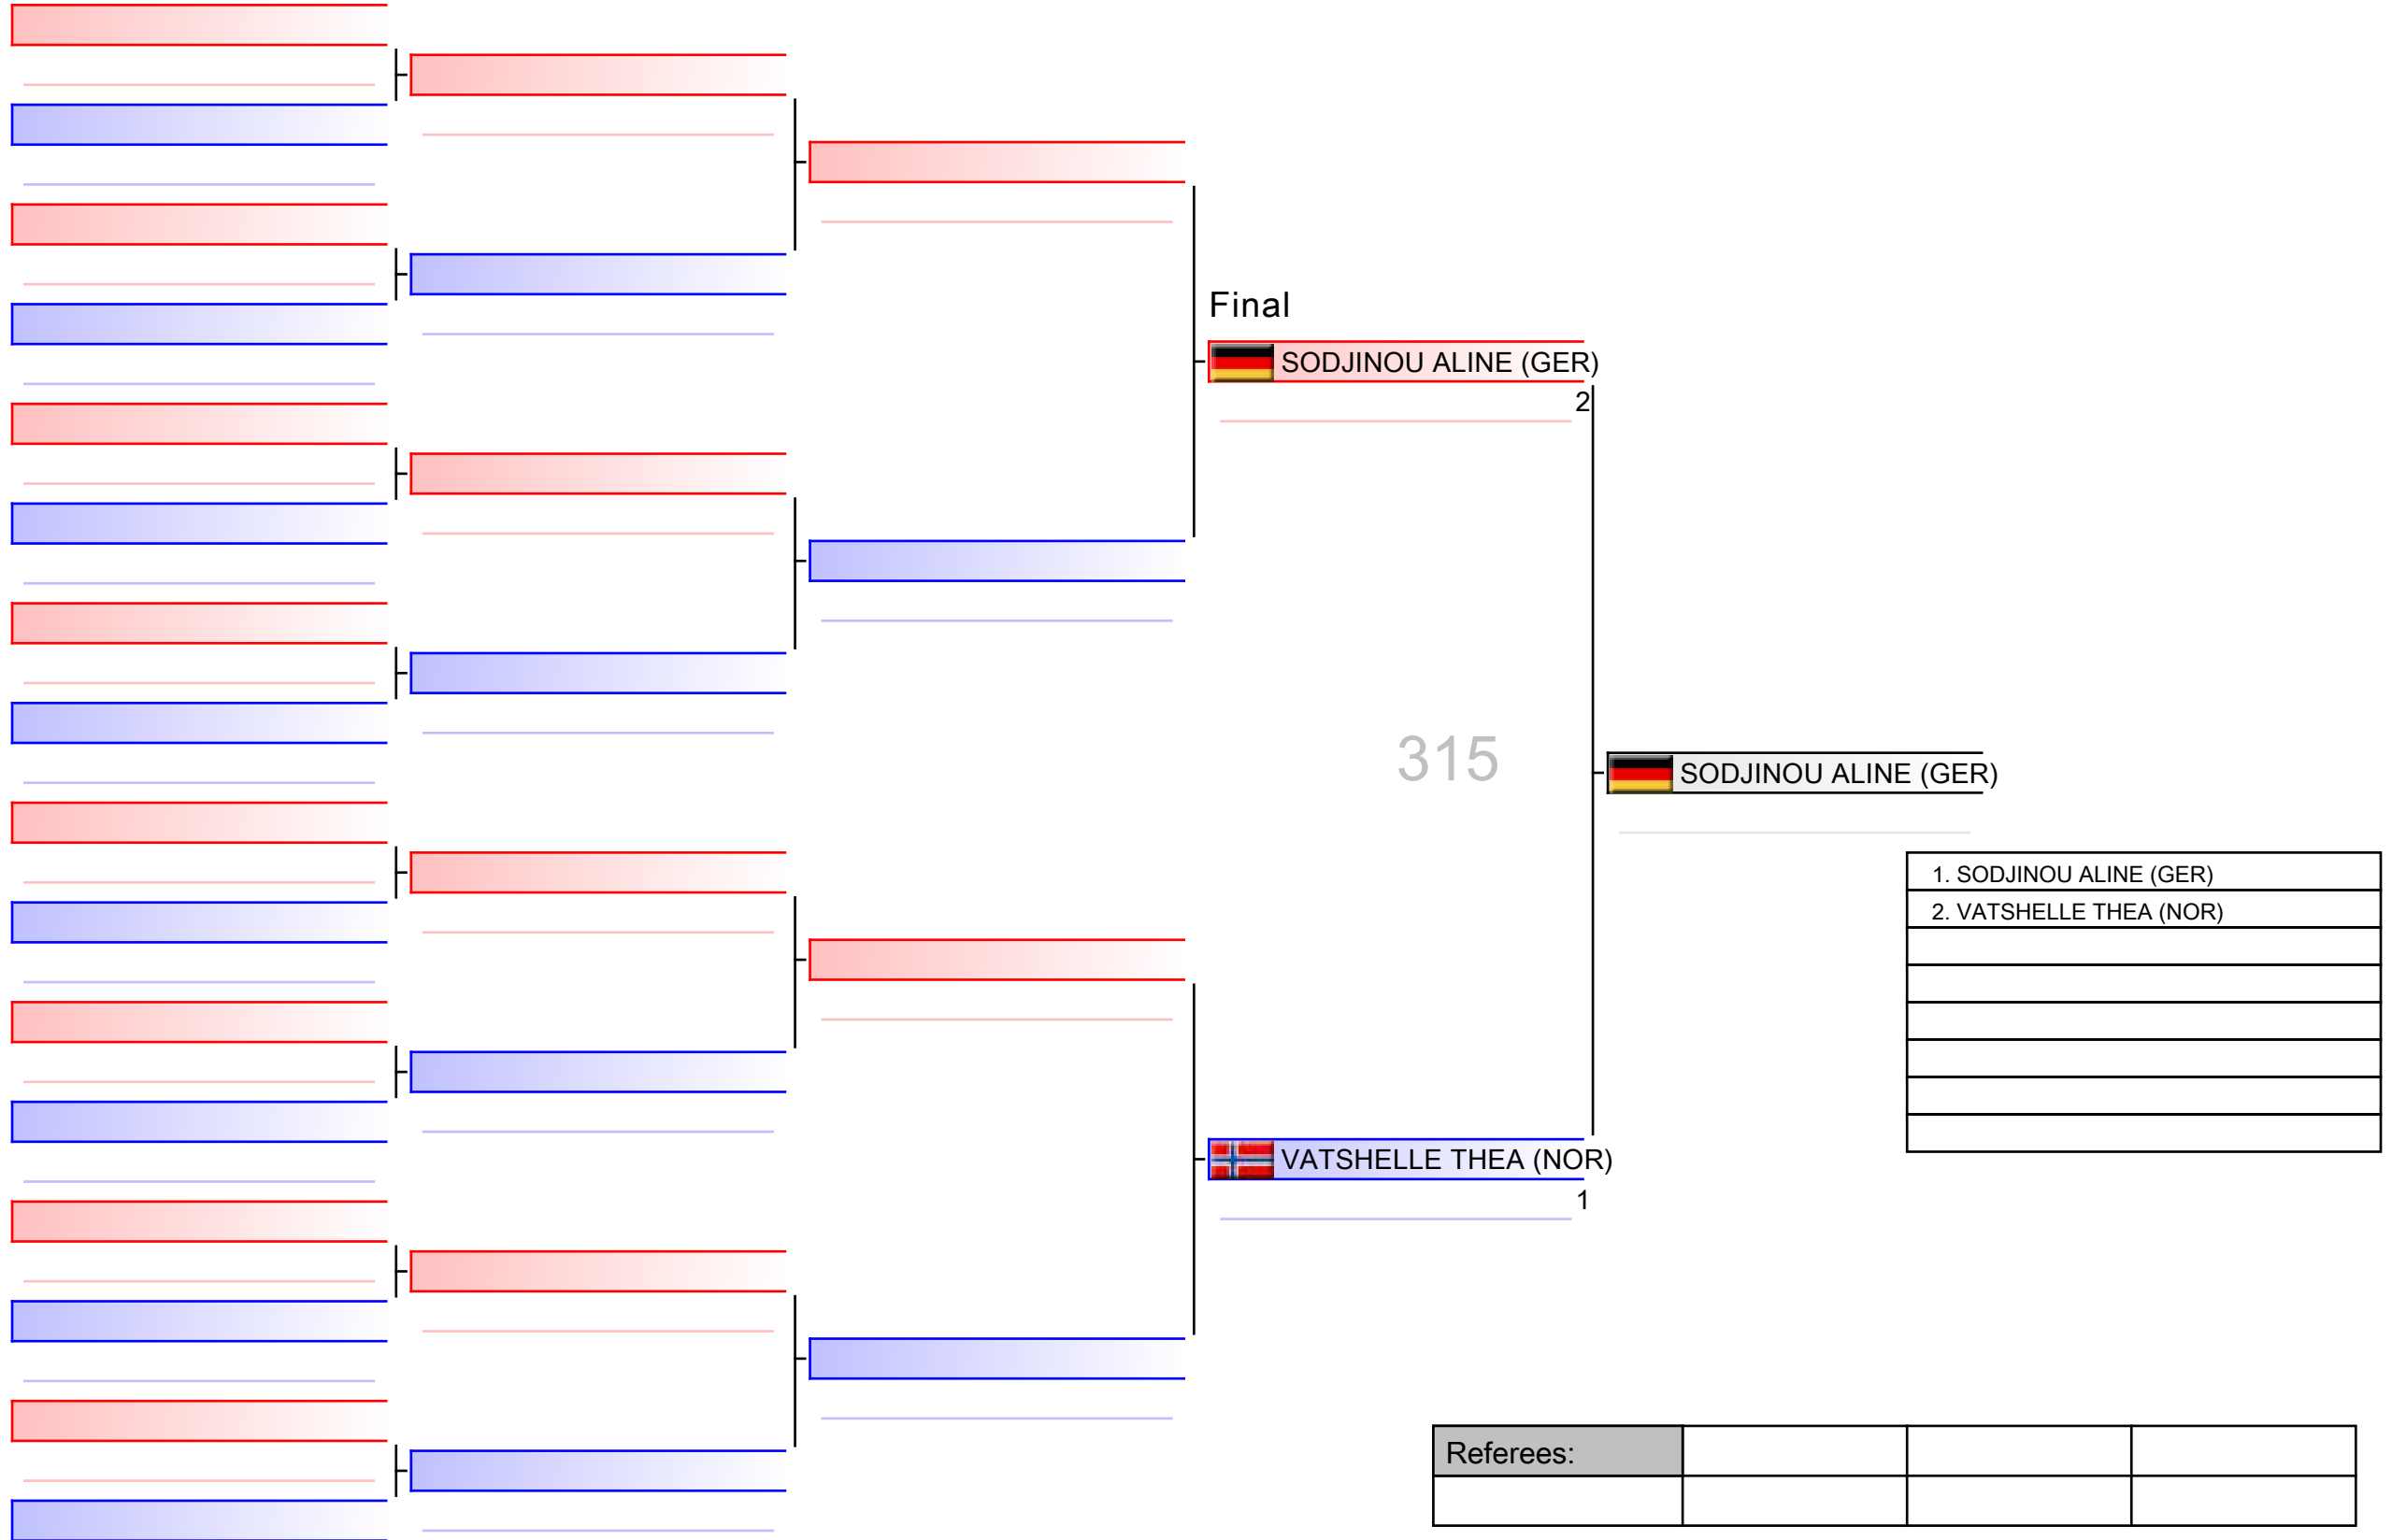 Final
SODJINOU ALINE (GER)
2
315
SODJINOU ALINE (GER)
1. SODJINOU ALINE (GER)
2. VATSHELLE THEA (NOR)
VATSHELLE THEA (NOR)
1
Referees: